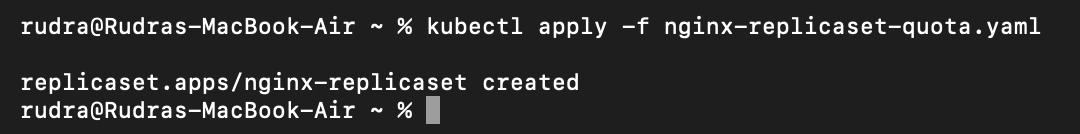 rudra@Rudras-MacBook-Air ~ % kubectl apply -f nginx-replicaset-quota.yaml
replicaset.apps/nginx-replicaset created
rudra@Rudras-MacBook-Air ~ %